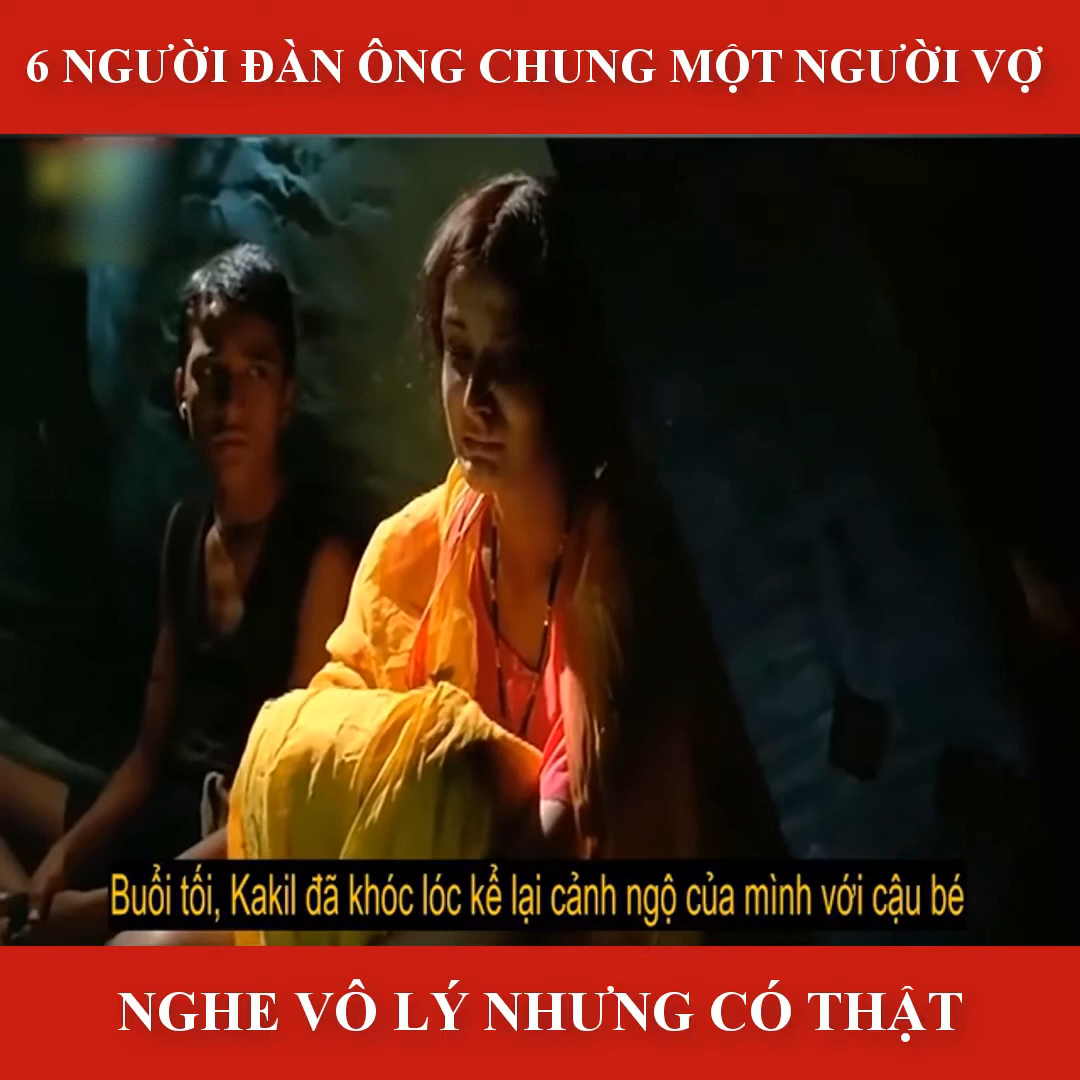 6 NGƯỜI ĐÀN ÔNG CHUNG MỘT NGƯỜI VỢ
Buổi tối, Kakil đã khóc lóc kể lại cảnh ngộ của mình với cậu bé
NGHE VÔ LÝ NHƯNG CÓ THẬT